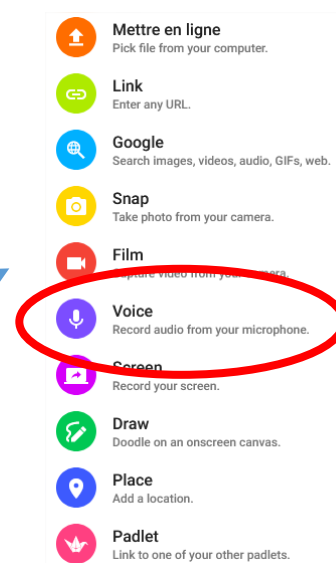 Mettre en ligne
Pick file from your computer.
Link
Enter any URL.
Google
Search images, videos, audio, GIFs, web.
Snap
Take photo from your camera.
Film
Capture video from your camera.
Voice
Record audio from your microphone.
Screen
Record your screen.
Draw
Doodle on an onscreen canvas.
Place
Add a location.
Padlet
Link to one of your other padlets.